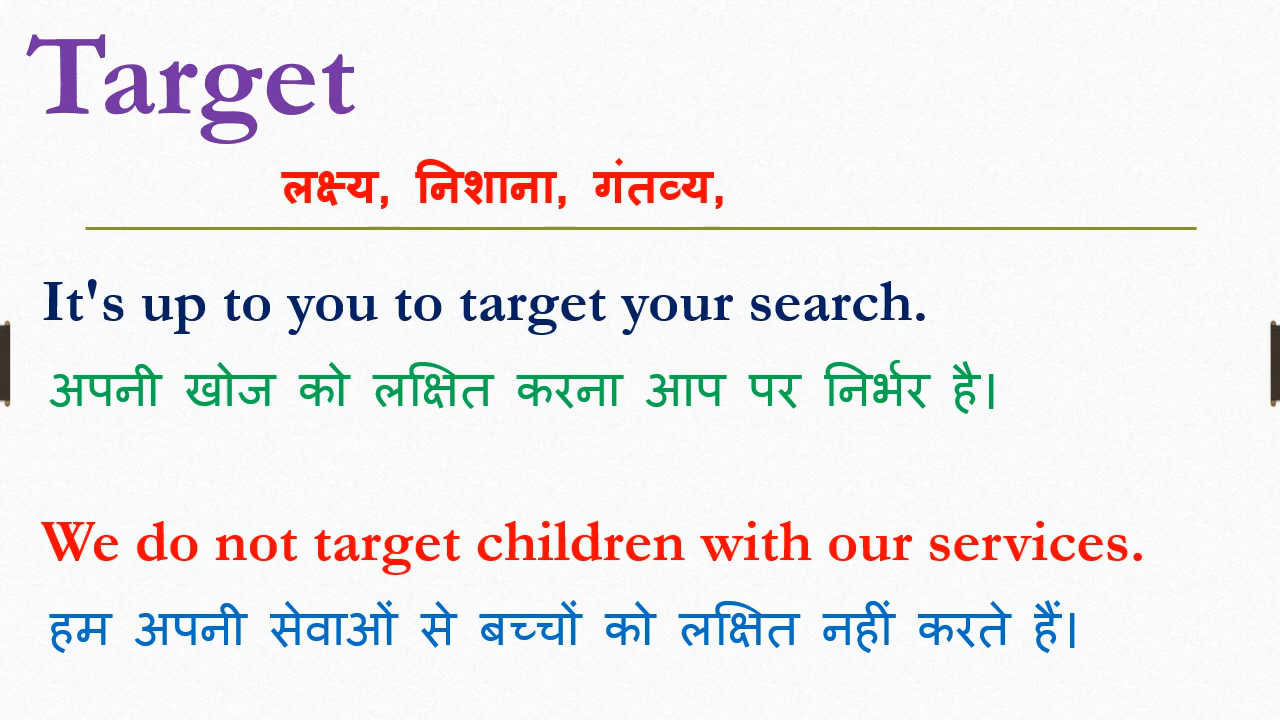 Target
लक्ष्य, निशाना, गंतव्य,
It's up to you to target your search.
अपनी खोज को लक्षित करना आप पर निर्भर है।
We do not target children with our services.
हम अपनी सेवाओं से बच्चों को लक्षित नहीं करते हैं।